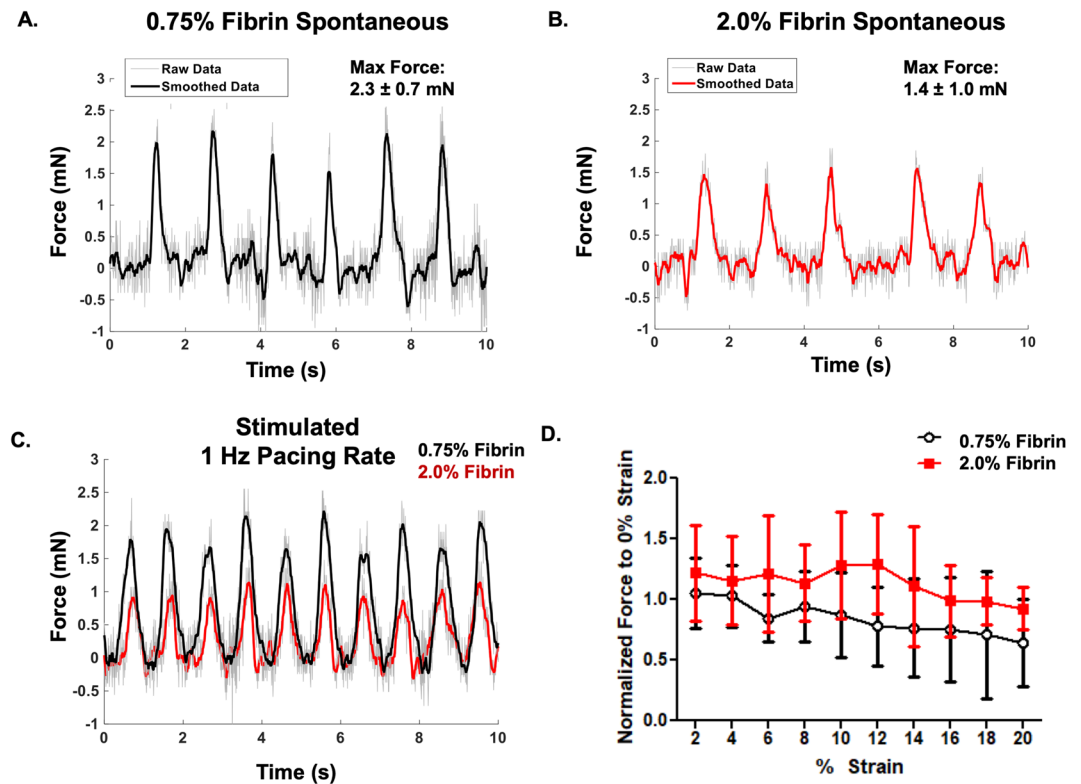 A.
0.75% Fibrin Spontaneous
Raw Data
Smoothed Data
Max Force:
2.3 ± 0.7 mN
3
2.5
2
1.5
1
0.5
0
-0.5
-1
Force (mN)
0 2 4 6 8 10
Time (s)
B.
2.0% Fibrin Spontaneous
Raw Data
Smoothed Data
Max Force:
1.4 ± 1.0 mN
3
2.5
2
1.5
1
0.5
0
-0.5
-1
Force (mN)
0 2 4 6 8 10
Time (s)
C.
Stimulated
1 Hz Pacing Rate
0.75% Fibrin
2.0% Fibrin
3
2.5
2
1.5
1
0.5
0
-0.5
-1
Force (mN)
0 2 4 6 8 10
Time (s)
D.
0.75% Fibrin
2.0% Fibrin
Normalized Force to 0% Strain
2.0
1.5
1.0
0.5
0.0
2 4 6 8 10 12 14 16 18 20
% Strain